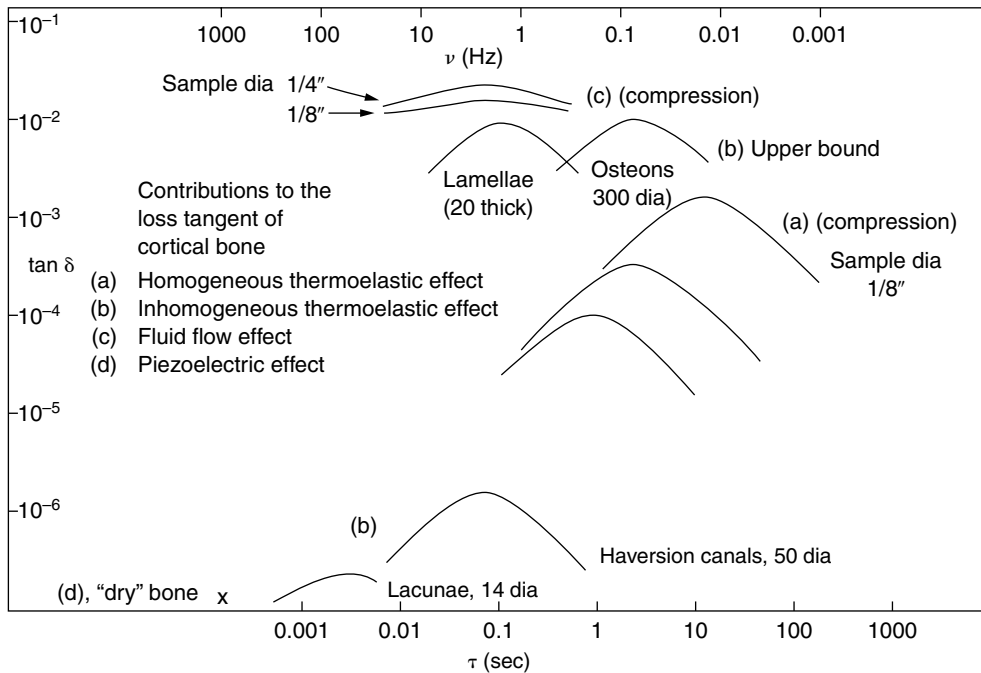 10⁻¹
1000 100 10 1 0.1 0.01 0.001
ν (Hz)
Sample dia 1/4″
1/8″
(c) (compression)
10⁻²
(b) Upper bound
Lamellae
(20 thick)
Osteons
300 dia)
Contributions to the
loss tangent of
cortical bone
10⁻³
(a) (compression)
Sample dia
1/8″
tan δ
(a) Homogeneous thermoelastic effect
(b) Inhomogeneous thermoelastic effect
(c) Fluid flow effect
(d) Piezoelectric effect
10⁻⁴
10⁻⁵
10⁻⁶
(b)
Haversion canals, 50 dia
(d), “dry” bone x
Lacunae, 14 dia
0.001 0.01 0.1 1 10 100 1000
τ (sec)